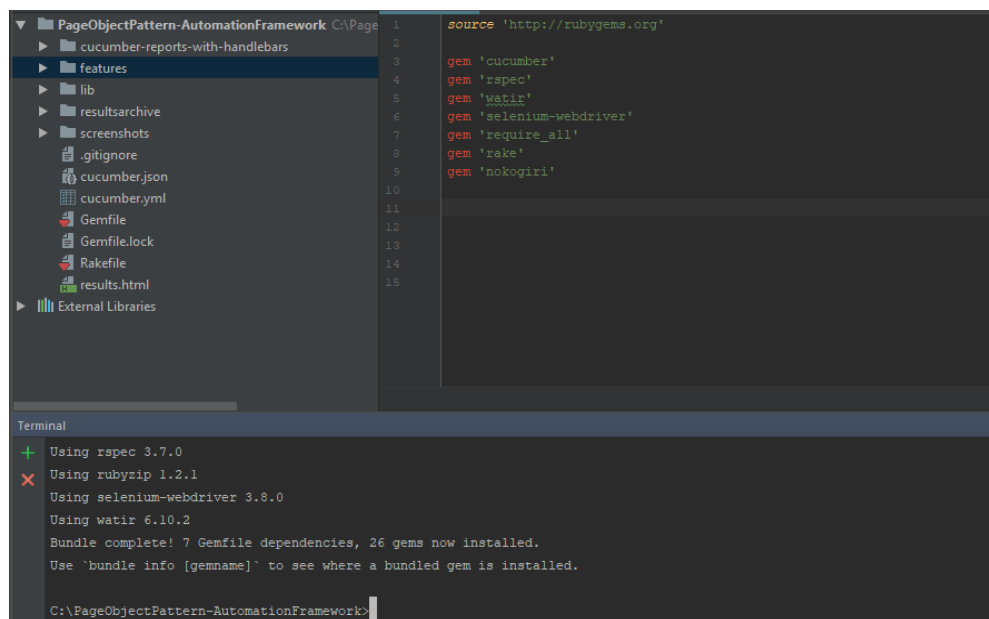 PageObjectPattern-AutomationFramework C:\Page
cucumber-reports-with-handlebars
features
lib
resultsarchive
screenshots
.gitignore
cucumber.json
cucumber.yml
Gemfile
Gemfile.lock
Rakefile
results.html
External Libraries
1 source 'http://rubygems.org'
2
3 gem 'cucumber'
4 gem 'rspec'
5 gem 'watir'
6 gem 'selenium-webdriver'
7 gem 'require_all'
8 gem 'rake'
9 gem 'nokogiri'
10
11
12
13
14
15
Terminal
Using rspec 3.7.0
Using rubyzip 1.2.1
Using selenium-webdriver 3.8.0
Using watir 6.10.2
Bundle complete! 7 Gemfile dependencies, 26 gems now installed.
Use `bundle info [gemname]` to see where a bundled gem is installed.
C:\PageObjectPattern-AutomationFramework>